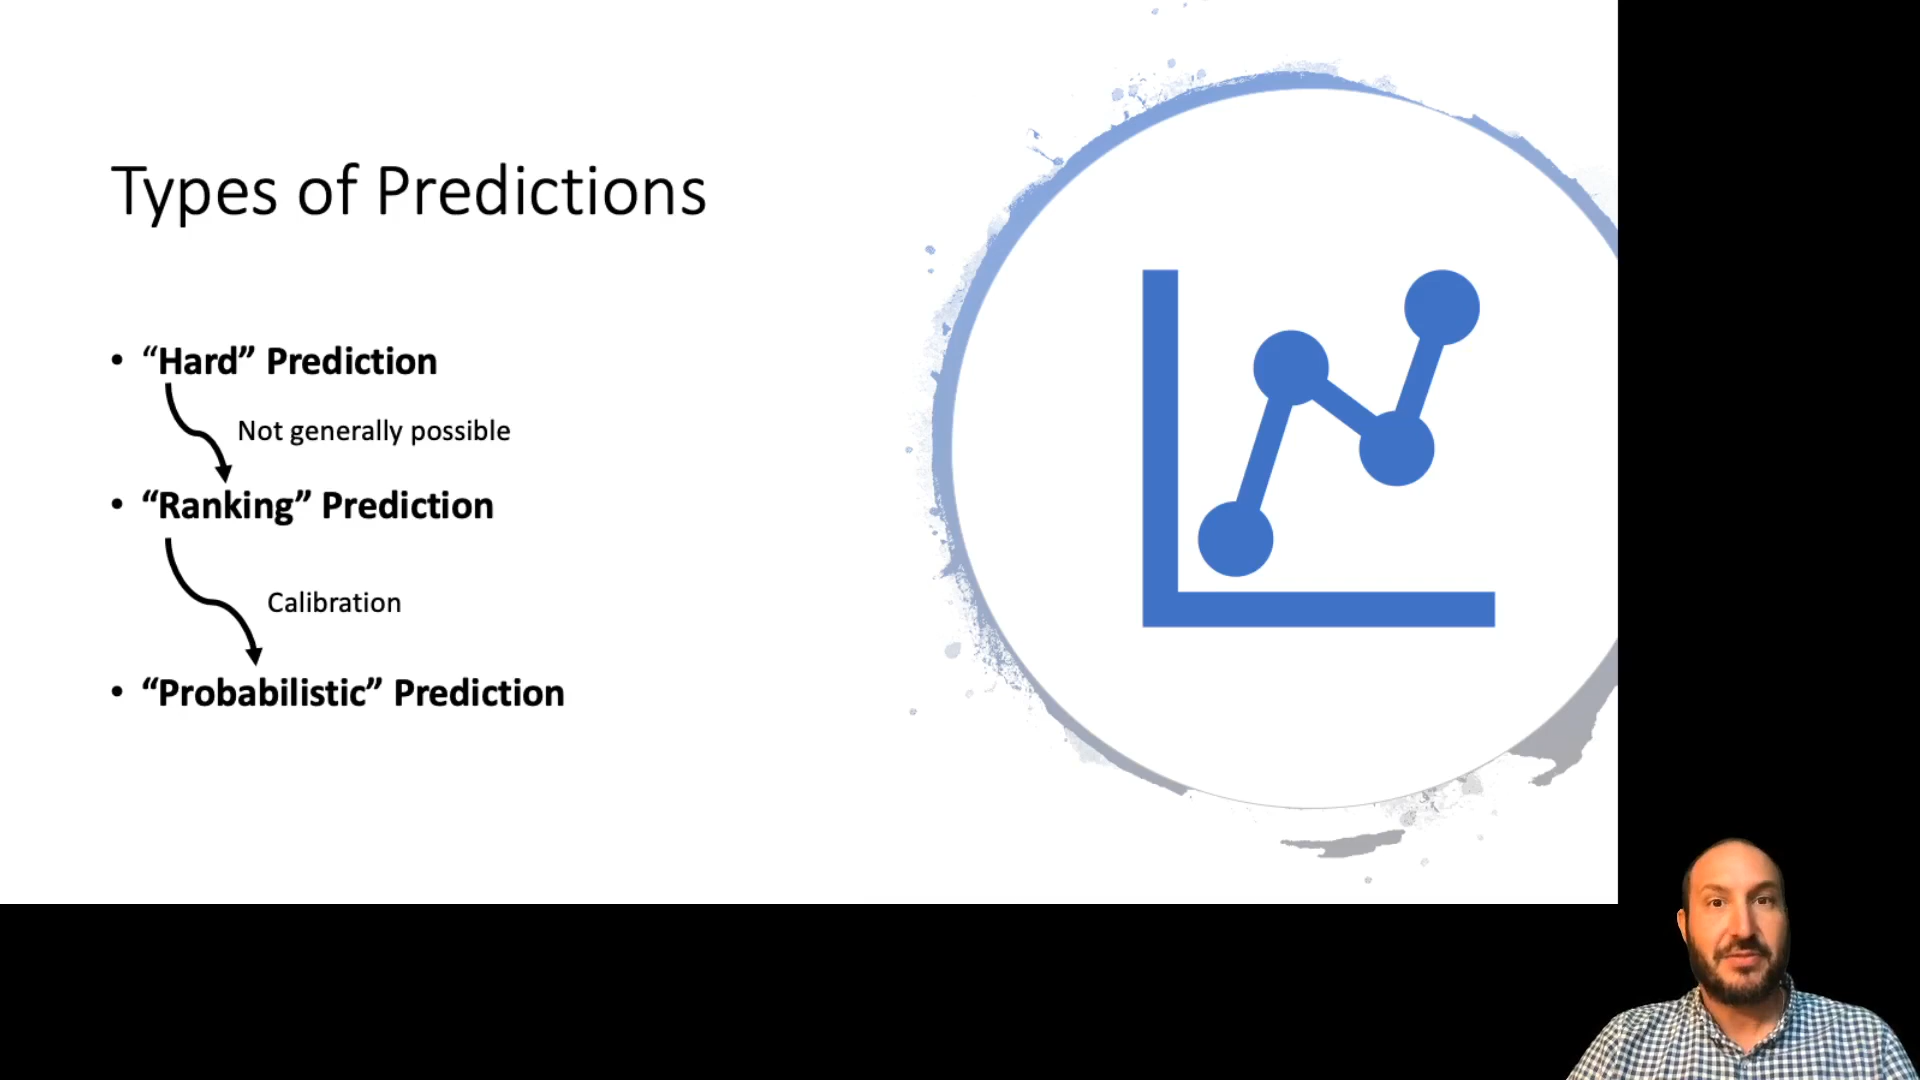 Types of Predictions
• “Hard” Prediction
Not generally possible
• “Ranking” Prediction
Calibration
• “Probabilistic” Prediction